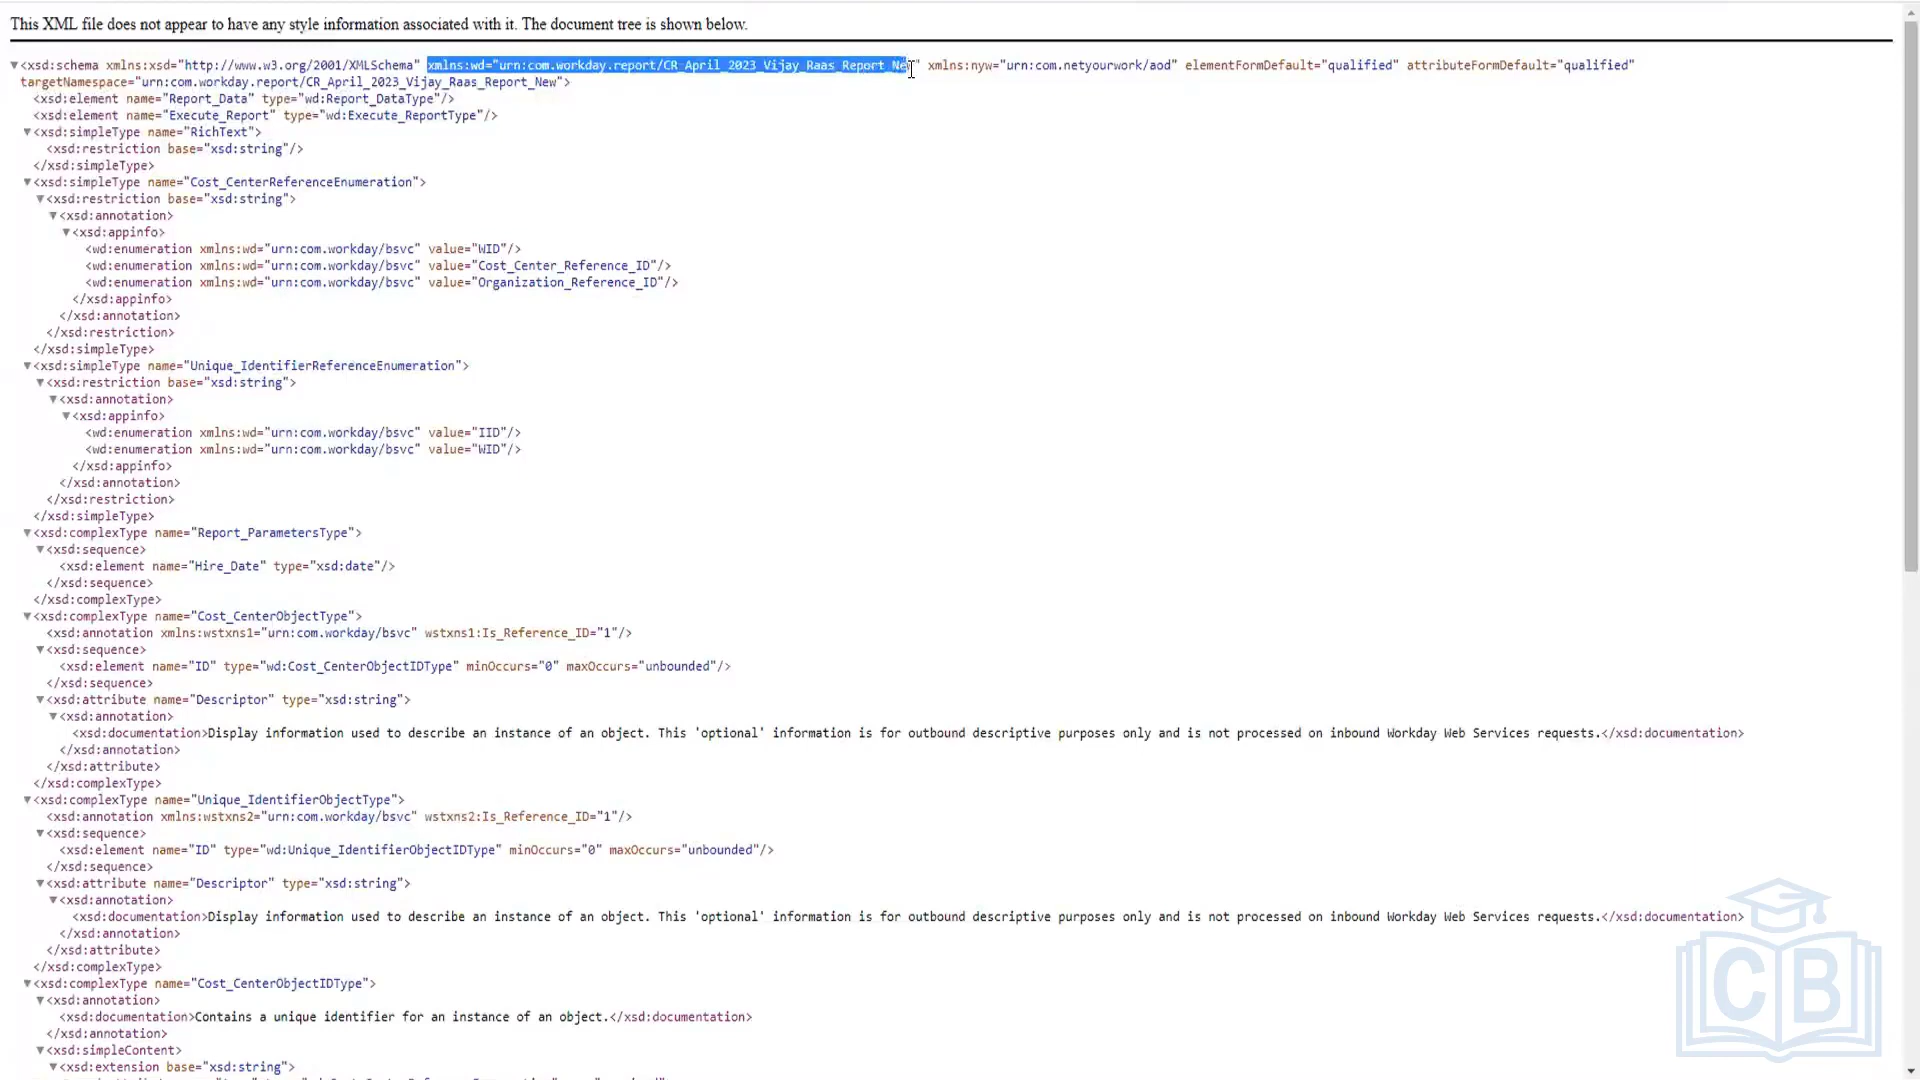 This XML file does not appear to have any style information associated with it. The document tree is shown below.
▼<xsd:schema xmlns:xsd="http://www.w3.org/2001/XMLSchema" xmlns:wd="urn:com.workday.report/CR_April_2023_Vijay_Raas_Report_New" xmlns:nyw="urn:com.netyourwork/aod" elementFormDefault="qualified" attributeFormDefault="qualified"
targetNamespace="urn:com.workday.report/CR_April_2023_Vijay_Raas_Report_New">
<xsd:element name="Report_Data" type="wd:Report_DataType"/>
<xsd:element name="Execute_Report" type="wd:Execute_ReportType"/>
▼<xsd:simpleType name="RichText">
<xsd:restriction base="xsd:string"/>
</xsd:simpleType>
▼<xsd:simpleType name="Cost_CenterReferenceEnumeration">
▼<xsd:restriction base="xsd:string">
▼<xsd:annotation>
▼<xsd:appinfo>
<wd:enumeration xmlns:wd="urn:com.workday/bsvc" value="WID"/>
<wd:enumeration xmlns:wd="urn:com.workday/bsvc" value="Cost_Center_Reference_ID"/>
<wd:enumeration xmlns:wd="urn:com.workday/bsvc" value="Organization_Reference_ID"/>
</xsd:appinfo>
</xsd:annotation>
</xsd:restriction>
</xsd:simpleType>
▼<xsd:simpleType name="Unique_IdentifierReferenceEnumeration">
▼<xsd:restriction base="xsd:string">
▼<xsd:annotation>
▼<xsd:appinfo>
<wd:enumeration xmlns:wd="urn:com.workday/bsvc" value="IID"/>
<wd:enumeration xmlns:wd="urn:com.workday/bsvc" value="WID"/>
</xsd:appinfo>
</xsd:annotation>
</xsd:restriction>
</xsd:simpleType>
▼<xsd:complexType name="Report_ParametersType">
▼<xsd:sequence>
<xsd:element name="Hire_Date" type="xsd:date"/>
</xsd:sequence>
</xsd:complexType>
▼<xsd:complexType name="Cost_CenterObjectType">
<xsd:annotation xmlns:wstxns1="urn:com.workday/bsvc" wstxns1:Is_Reference_ID="1"/>
▼<xsd:sequence>
<xsd:element name="ID" type="wd:Cost_CenterObjectIDType" minOccurs="0" maxOccurs="unbounded"/>
</xsd:sequence>
▼<xsd:attribute name="Descriptor" type="xsd:string">
▼<xsd:annotation>
<xsd:documentation>Display information used to describe an instance of an object. This 'optional' information is for outbound descriptive purposes only and is not processed on inbound Workday Web Services requests.</xsd:documentation>
</xsd:annotation>
</xsd:attribute>
</xsd:complexType>
▼<xsd:complexType name="Unique_IdentifierObjectType">
<xsd:annotation xmlns:wstxns2="urn:com.workday/bsvc" wstxns2:Is_Reference_ID="1"/>
▼<xsd:sequence>
<xsd:element name="ID" type="wd:Unique_IdentifierObjectIDType" minOccurs="0" maxOccurs="unbounded"/>
</xsd:sequence>
▼<xsd:attribute name="Descriptor" type="xsd:string">
▼<xsd:annotation>
<xsd:documentation>Display information used to describe an instance of an object. This 'optional' information is for outbound descriptive purposes only and is not processed on inbound Workday Web Services requests.</xsd:documentation>
</xsd:annotation>
</xsd:attribute>
</xsd:complexType>
▼<xsd:complexType name="Cost_CenterObjectIDType">
▼<xsd:annotation>
<xsd:documentation>Contains a unique identifier for an instance of an object.</xsd:documentation>
</xsd:annotation>
▼<xsd:simpleContent>
▼<xsd:extension base="xsd:string">
CB